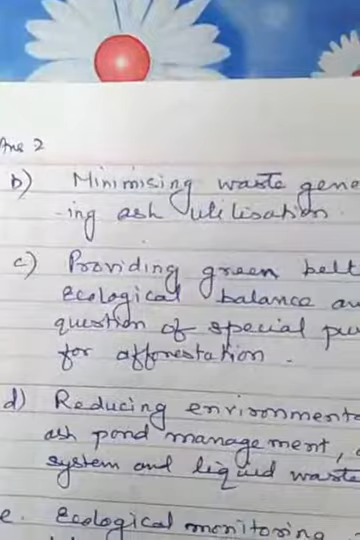 Ans 2
b) Minimising waste gene
-ing ash utilisation.
c) Providing green belt
ecological balance a
question of special pu
for afforestation.
d) Reducing environmenta
ash pond management,
system and liquid waste
e. Ecological monitoring